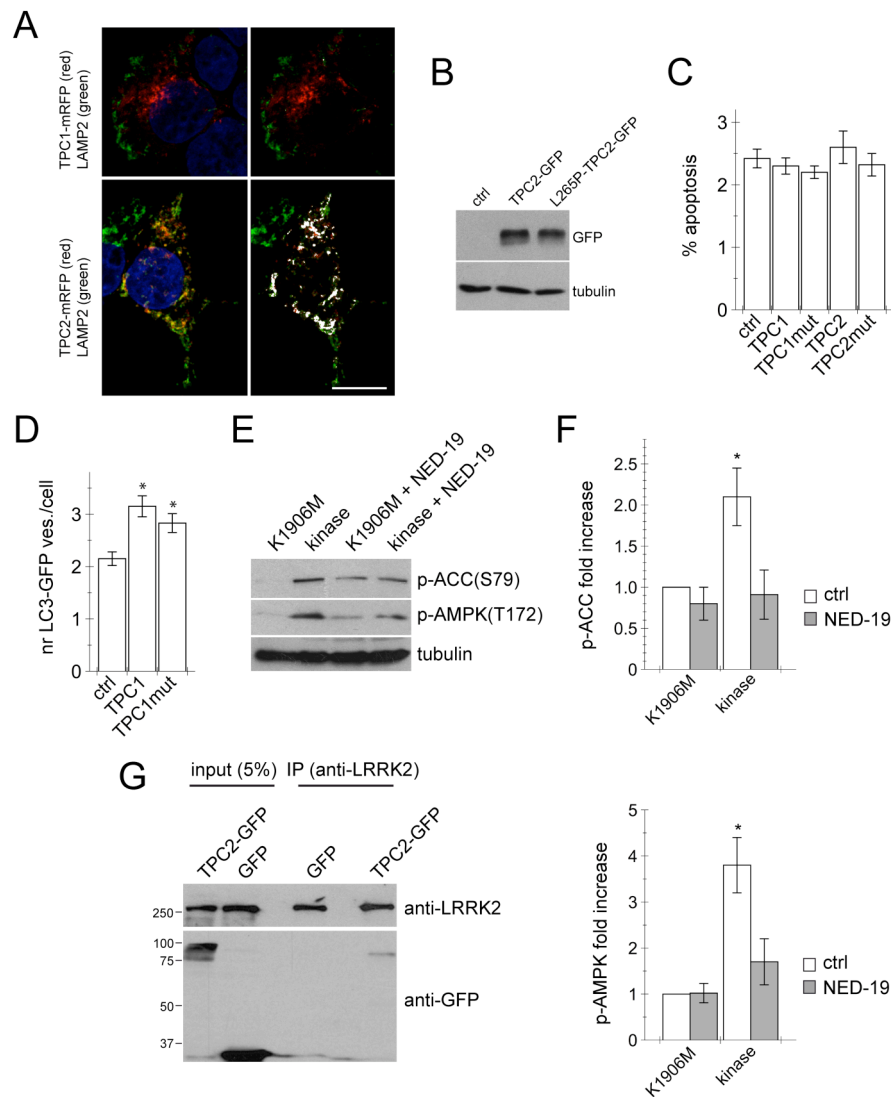 A
TPC1-mRFP (red)
LAMP2 (green)
TPC2-mRFP (red)
LAMP2 (green)
B
ctrl
TPC2-GFP
L265P-TPC2-GFP
GFP
tubulin
C
% apoptosis
3
2
1
0
ctrl
TPC1
TPC1mut
TPC2
TPC2mut
D
nr LC3-GFP ves./cell
3
2
1
0
*
*
ctrl
TPC1
TPC1mut
E
K1906M
kinase
K1906M + NED-19
kinase + NED-19
p-ACC(S79)
p-AMPK(T172)
tubulin
F
p-ACC fold increase
2.5
2.0
1.5
1.0
0.5
0
*
K1906M
kinase
ctrl
NED-19
G
input (5%)
IP (anti-LRRK2)
TPC2-GFP
GFP
GFP
TPC2-GFP
250
anti-LRRK2
100
75
50
37
anti-GFP
p-AMPK fold increase
5
4
2
1
0
*
K1906M
kinase
ctrl
NED-19